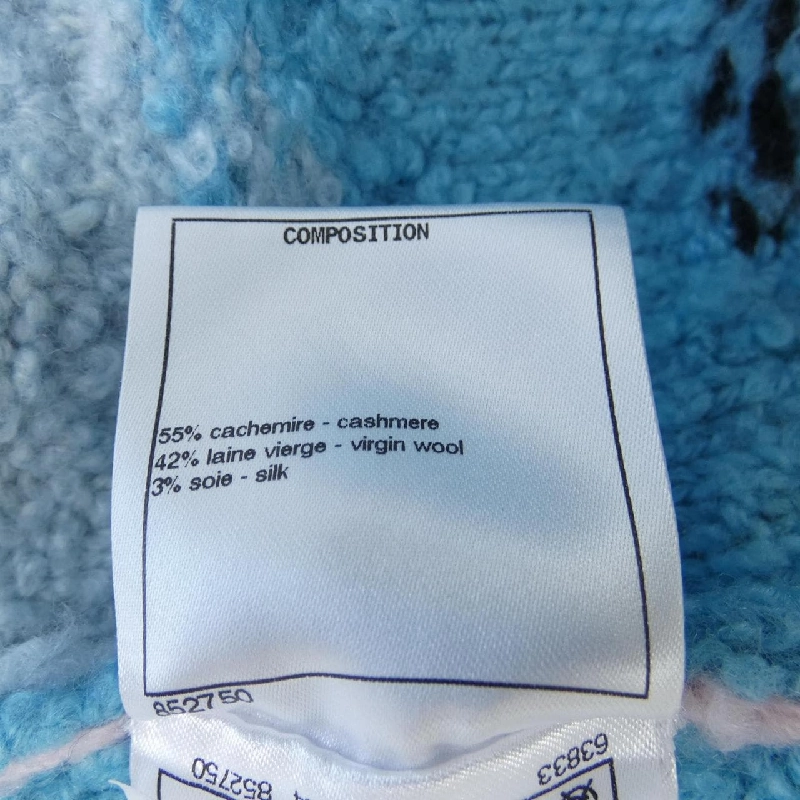 COMPOSITION
55% cachemire - cashmere
42% laine vierge - virgin wool
3% soie - silk
852750
852750
63833